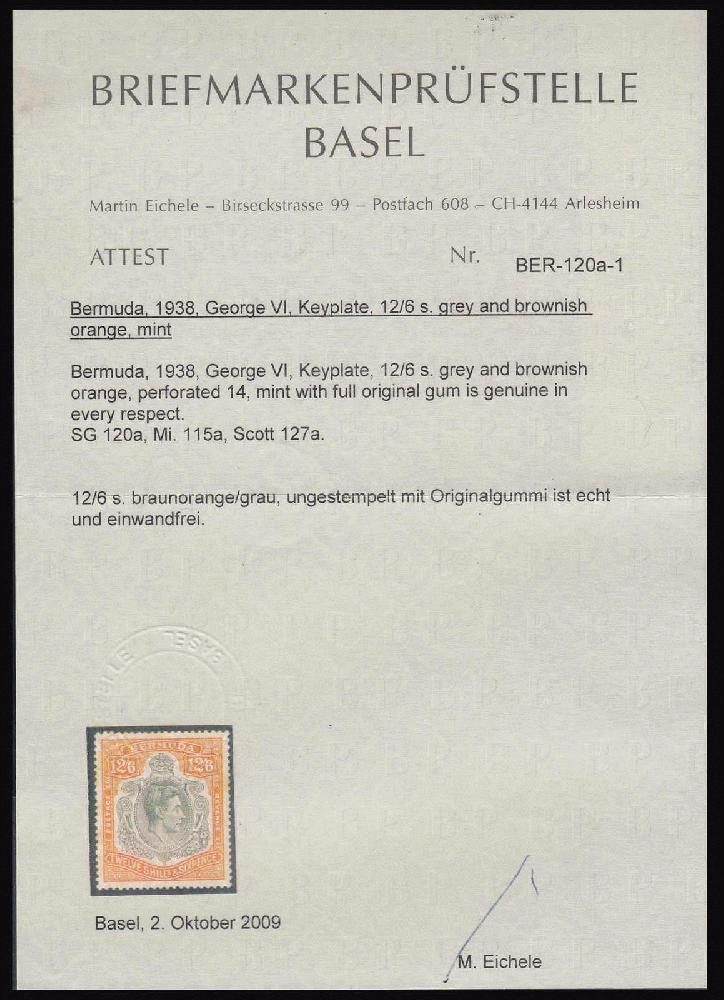 BRIEFMARKENPRÜFSTELLE
BASEL
Martin Eichele – Birseckstrasse 99 – Postfach 608 – CH-4144 Arlesheim
ATTEST Nr. BER-120a-1
Bermuda, 1938, George VI, Keyplate, 12/6 s. grey and brownish
orange, mint
Bermuda, 1938, George VI, Keyplate, 12/6 s. grey and brownish
orange, perforated 14, mint with full original gum is genuine in
every respect.
SG 120a, Mi. 115a, Scott 127a.
12/6 s. braunorange/grau, ungestempelt mit Originalgummi ist echt
und einwandfrei.
BASEL
BERMUDA
12/6 12/6
TWELVE SHILLS & SIXPENCE
Basel, 2. Oktober 2009
M. Eichele